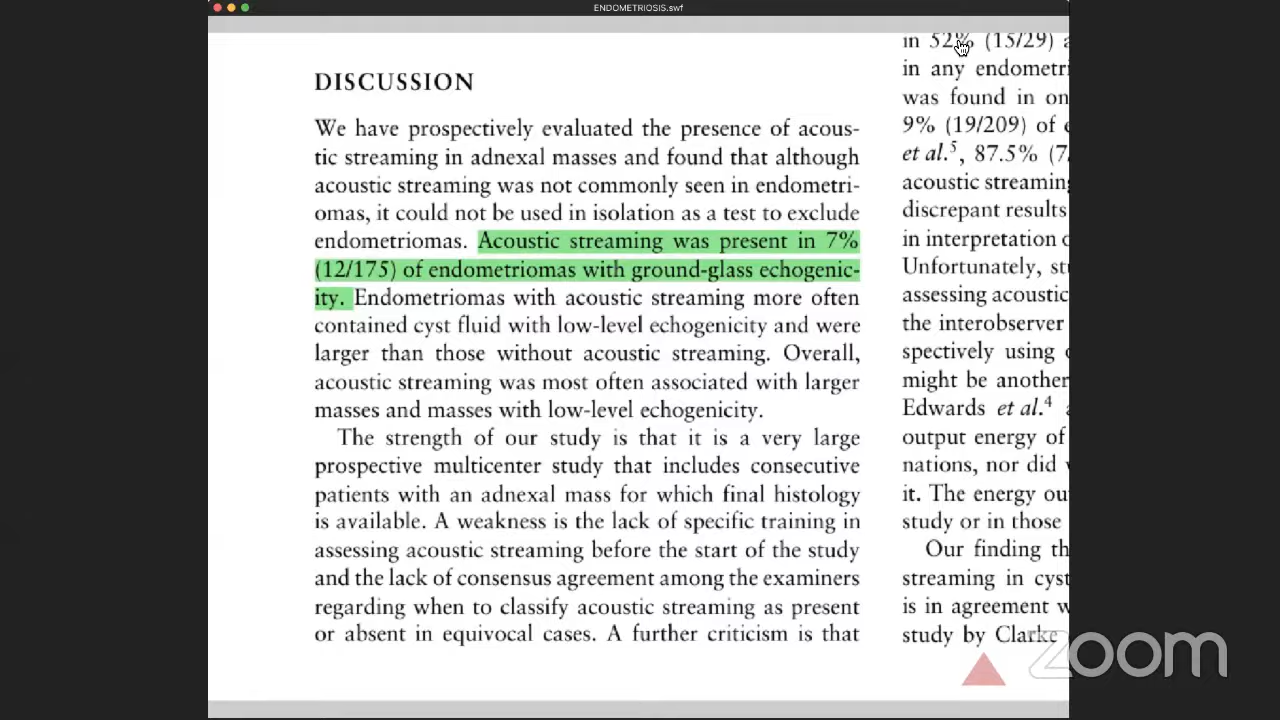 ENDOMETRIOSIS.swf
DISCUSSION
We have prospectively evaluated the presence of acous-
tic streaming in adnexal masses and found that although
acoustic streaming was not commonly seen in endometri-
omas, it could not be used in isolation as a test to exclude
endometriomas. Acoustic streaming was present in 7%
(12/175) of endometriomas with ground-glass echogenic-
ity. Endometriomas with acoustic streaming more often
contained cyst fluid with low-level echogenicity and were
larger than those without acoustic streaming. Overall,
acoustic streaming was most often associated with larger
masses and masses with low-level echogenicity.
The strength of our study is that it is a very large
prospective multicenter study that includes consecutive
patients with an adnexal mass for which final histology
is available. A weakness is the lack of specific training in
assessing acoustic streaming before the start of the study
and the lack of consensus agreement among the examiners
regarding when to classify acoustic streaming as present
or absent in equivocal cases. A further criticism is that
in 52% (15/29)
in any endometri
was found in on
9% (19/209) of
et al.5, 87.5% (7
acoustic streaming
discrepant results
in interpretation
Unfortunately, st
assessing acoustic
the interobserver
spectively using
might be another
Edwards et al.4
output energy of
nations, nor did
it. The energy ou
study or in those
Our finding th
streaming in cyst
is in agreement
study by Clarke
zoom